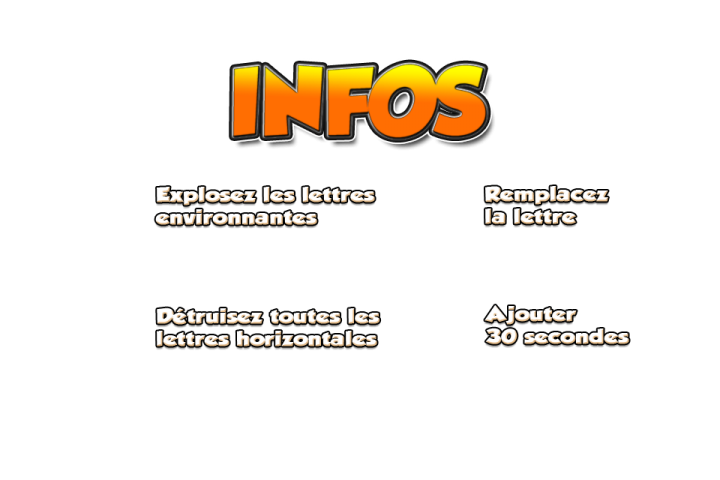 INFOS
Explosez les lettres
environnantes
Remplacez
la lettre
Détruisez toutes les
lettres horizontales
Ajouter
30 secondes